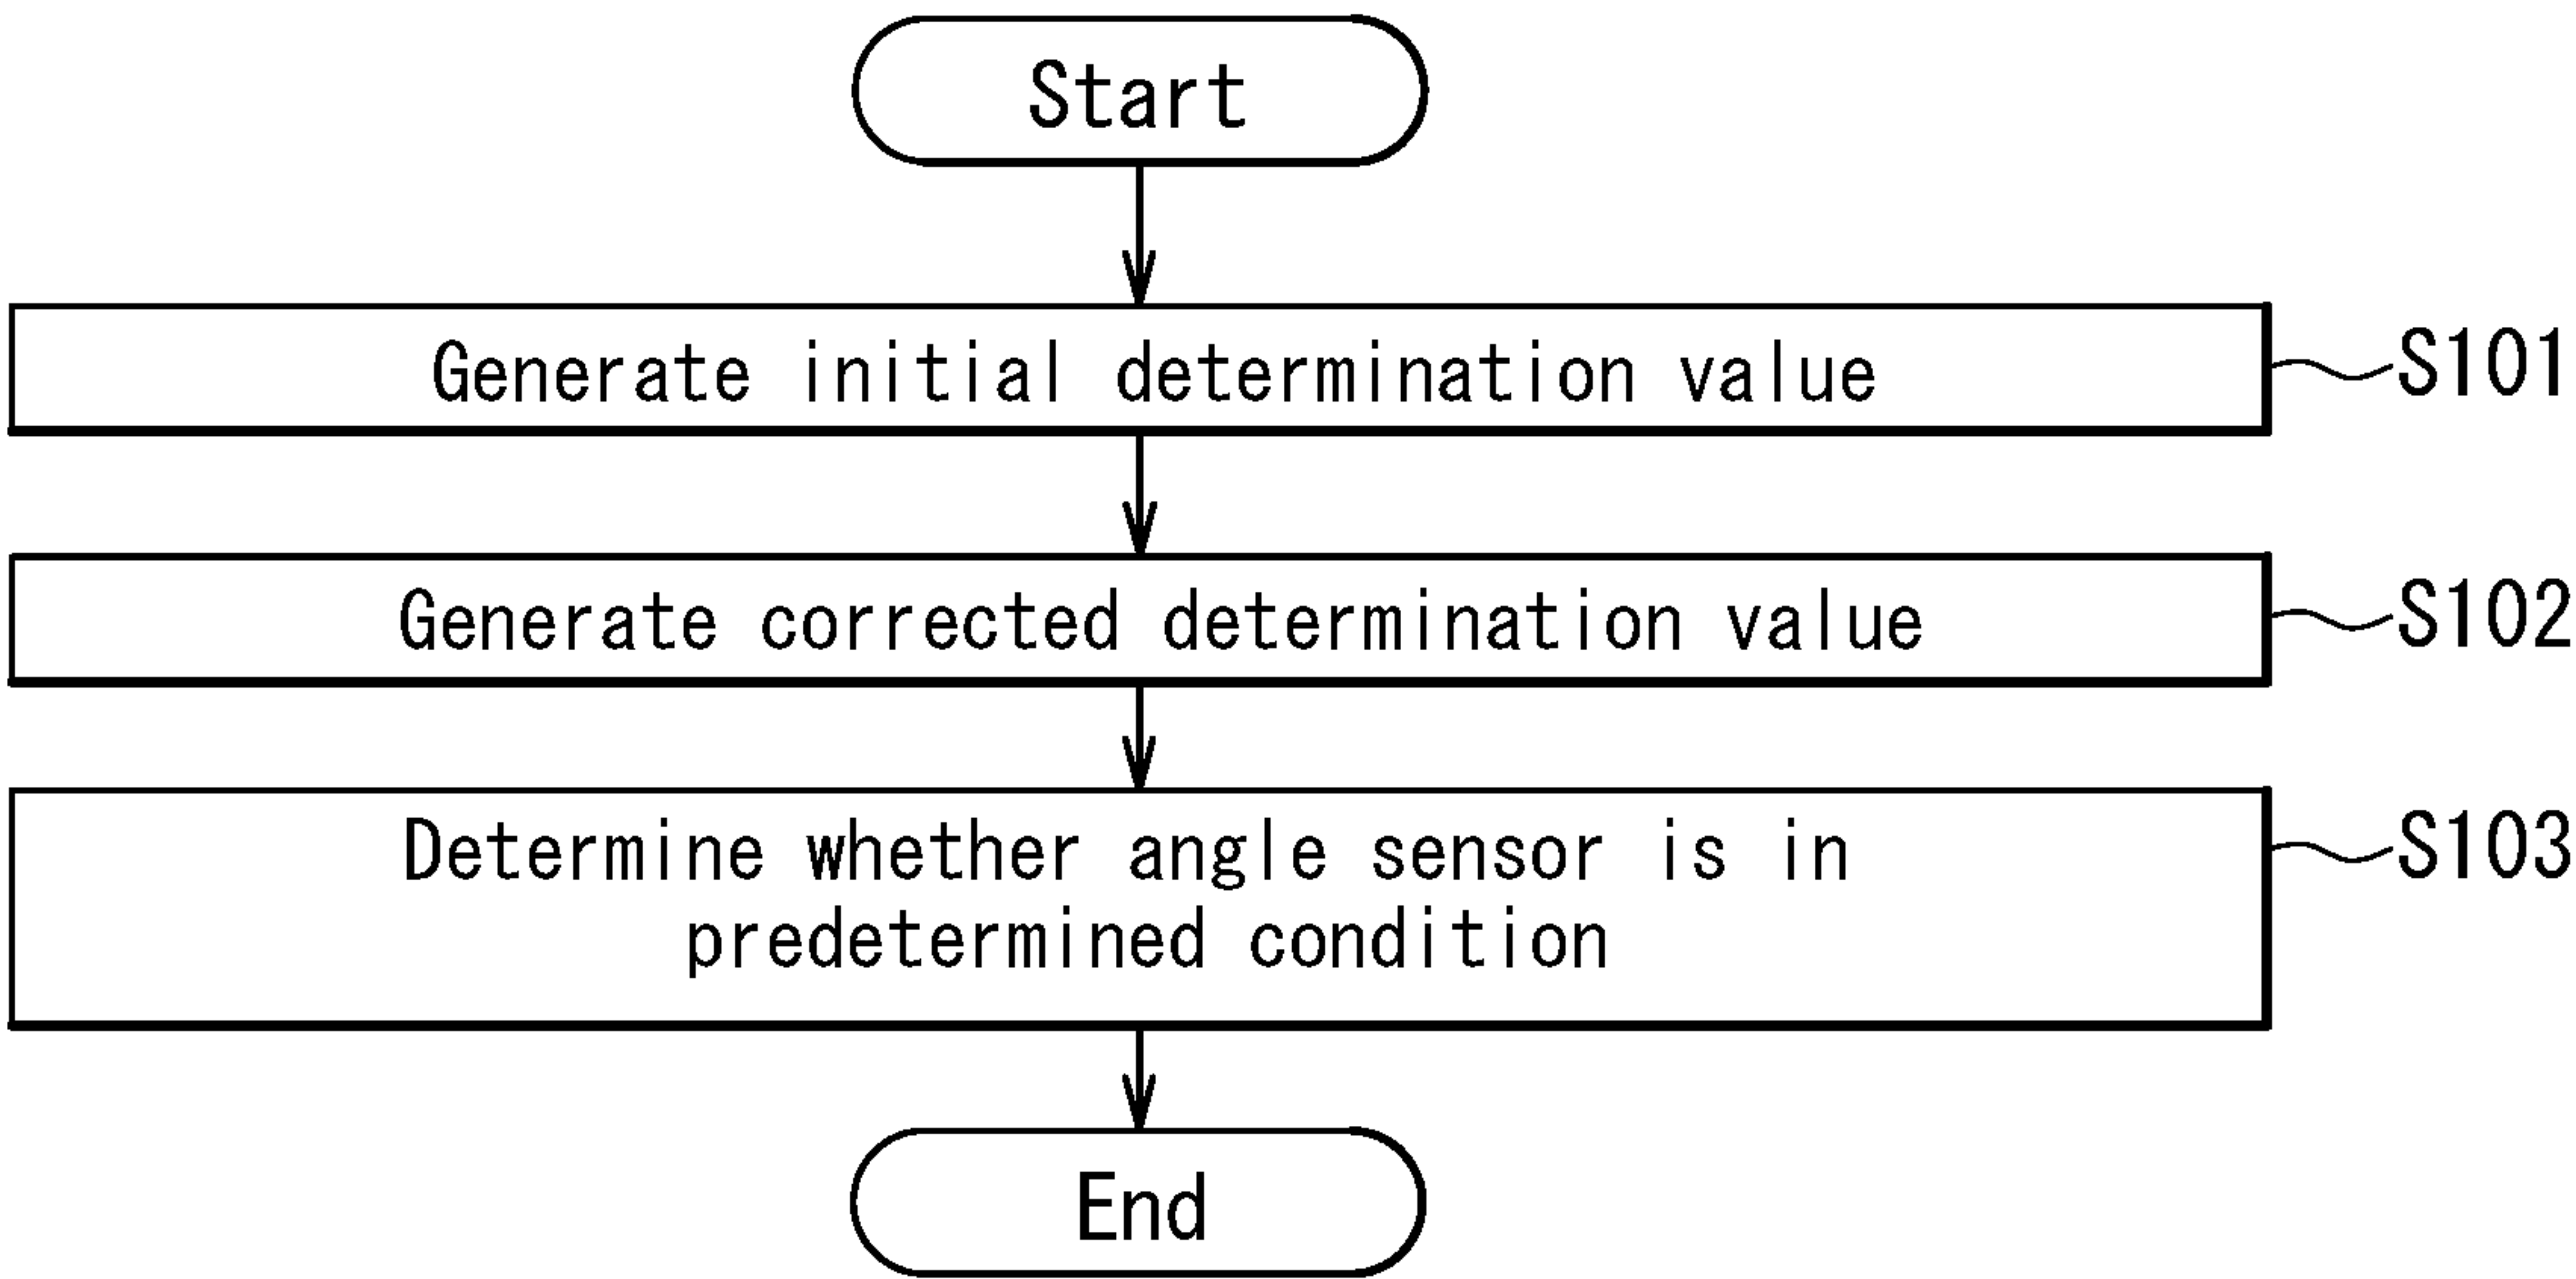 Start
Generate initial determination value
S101
Generate corrected determination value
S102
Determine whether angle sensor is in
predetermined condition
S103
End